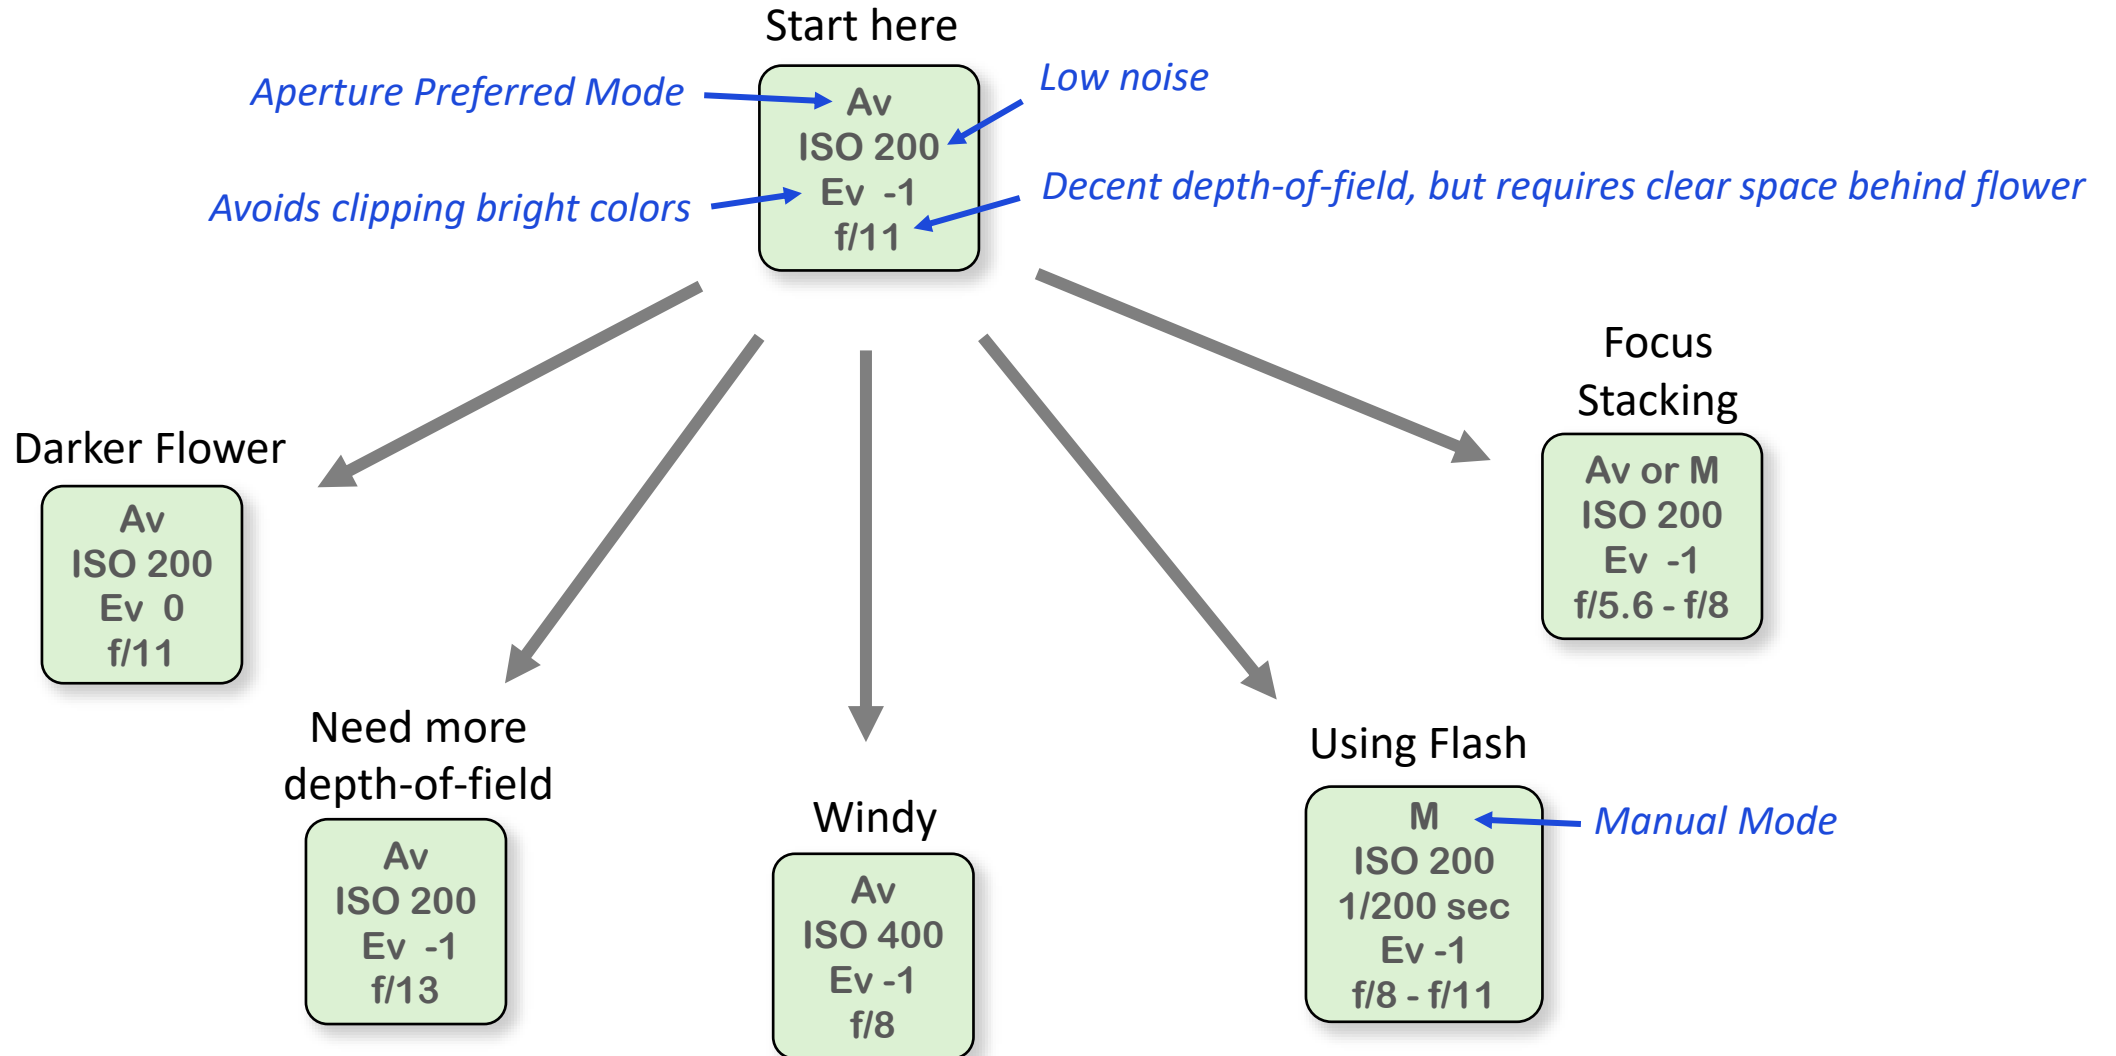 Start here
Aperture Preferred Mode
Low noise
Av
ISO 200
Ev -1
f/11
Avoids clipping bright colors
Decent depth-of-field, but requires clear space behind flower
Focus
Stacking
Av or M
ISO 200
Ev -1
f/5.6 - f/8
Darker Flower
Av
ISO 200
Ev 0
f/11
Need more
depth-of-field
Av
ISO 200
Ev -1
f/13
Windy
Av
ISO 400
Ev -1
f/8
Using Flash
M
ISO 200
1/200 sec
Ev -1
f/8 - f/11
Manual Mode